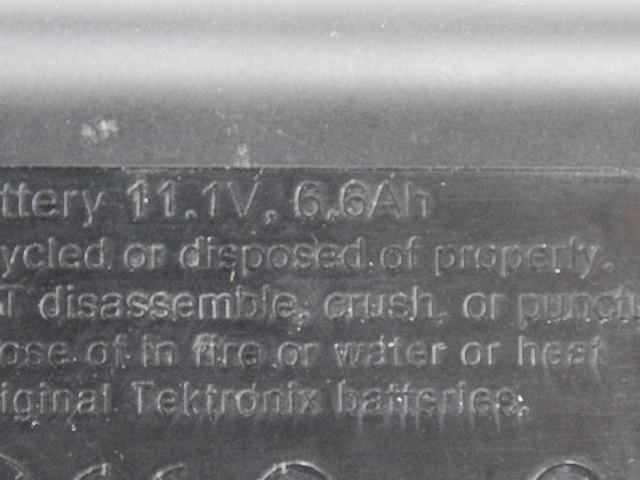 ttery 11.1V, 6.6Ah
ycled or disposed of properly.
T disassemble, crush, or punctu
ose of in fire or water or heat
iginal Tektronix batteries.